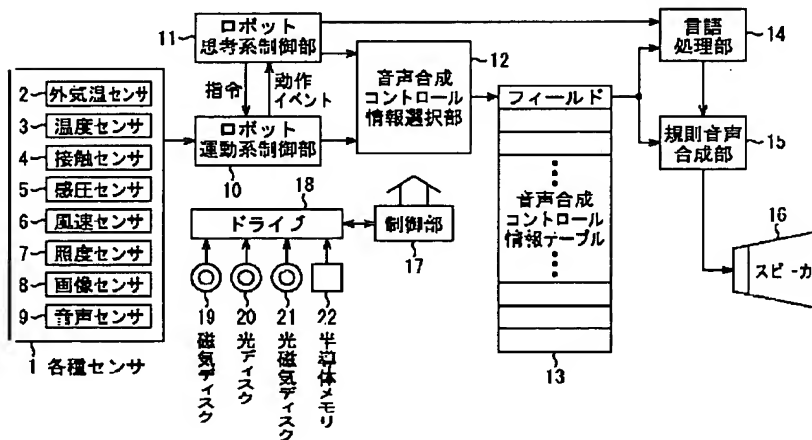 11
ロボット
思考系制御部
12
言語
処理部
14
2
外気温センサ
3
温度センサ
4
接触センサ
5
感圧センサ
6
風速センサ
7
照度センサ
8
画像センサ
9
音声センサ
1 各種センサ
指令
動作
イベント
ロボット
運動系制御部
10
音声合成
コントロール
情報選択部
フィールド
音声合成
コントロール
情報テーブル
13
規則音声
合成部
15
16
スピーカ
18
ドライブ
制御部
17
19
磁気ディスク
20
光ディスク
21
光磁気ディスク
22
半導体メモリ